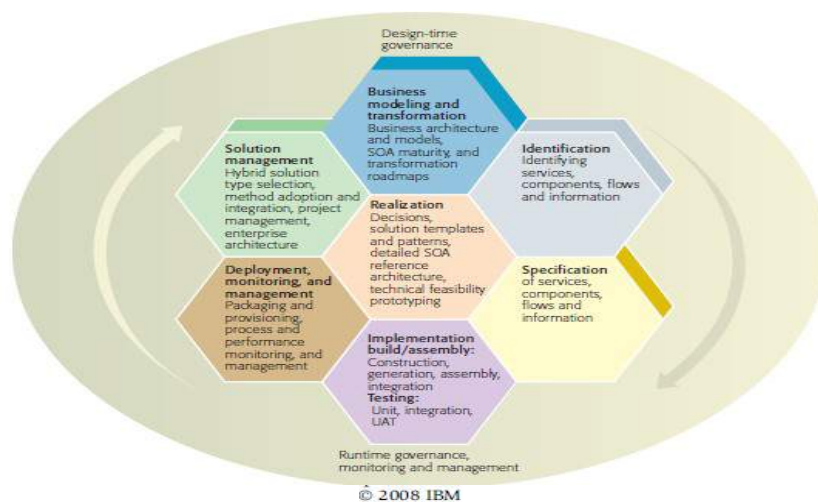 Design-time
governance
Business
modeling and
transformation
Business architecture
and models,
SOA maturity, and
transformation
roadmaps
Solution
management
Hybrid solution
type selection,
method adoption and
integration, project
management,
enterprise
architecture
Identification
Identifying
services,
components, flows
and information
Realization
Decisions,
solution templates
and patterns,
detailed SOA
reference
architecture,
technical feasibility
prototyping
Deployment,
monitoring, and
management
Packaging and
provisioning,
process and
performance
monitoring, and
management
Specification
of services,
components,
flows and
information
Implementation
build/assembly:
Construction,
generation, assembly,
integration
Testing:
Unit, integration,
UAT
Runtime governance,
monitoring and management
© 2008 IBM